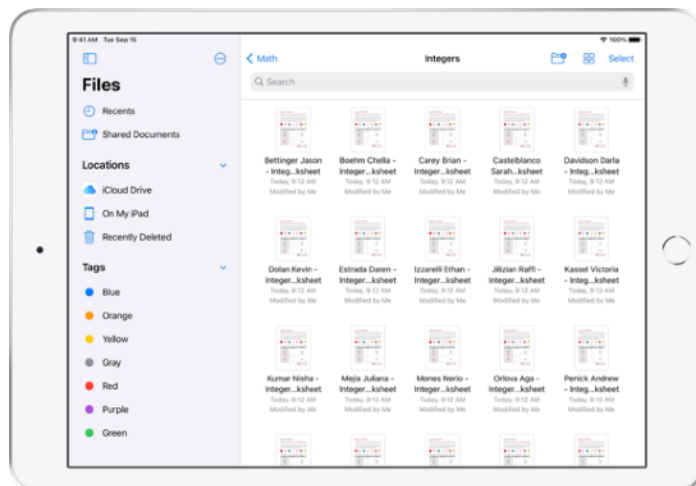 9:41 AM Tue Sep 15
100%
Files
Recents
Shared Documents
Locations
iCloud Drive
On My iPad
Recently Deleted
Tags
Blue
Orange
Yellow
Gray
Red
Purple
Green
Math
Integers
Select
Search
Bettinger Jason
- Integ...ksheet
Today, 9:12 AM
Modified by Me
Boehm Chella -
Integer...ksheet
Today, 9:12 AM
Modified by Me
Carey Brian -
Integer...ksheet
Today, 9:12 AM
Modified by Me
Castelblanco
Sarah...ksheet
Today, 9:12 AM
Modified by Me
Davidson Darla
- Integ...ksheet
Today, 9:12 AM
Modified by Me
Dolan Kevin -
Integer...ksheet
Today, 9:12 AM
Modified by Me
Estrada Daren -
Integer...ksheet
Today, 9:12 AM
Modified by Me
Izzarelli Ethan -
Integer...ksheet
Today, 9:12 AM
Modified by Me
Jilizian Raffi -
Integer...ksheet
Today, 9:12 AM
Modified by Me
Kassel Victoria
- Integ...ksheet
Today, 9:12 AM
Modified by Me
Kumar Nisha -
Integer...ksheet
Today, 9:12 AM
Modified by Me
Mejia Juliana -
Integer...ksheet
Today, 9:12 AM
Modified by Me
Mones Nerio -
Integer...ksheet
Today, 9:12 AM
Modified by Me
Orlova Aga -
Integer...ksheet
Today, 9:12 AM
Modified by Me
Penick Andrew
- Integ...ksheet
Today, 9:12 AM
Modified by Me